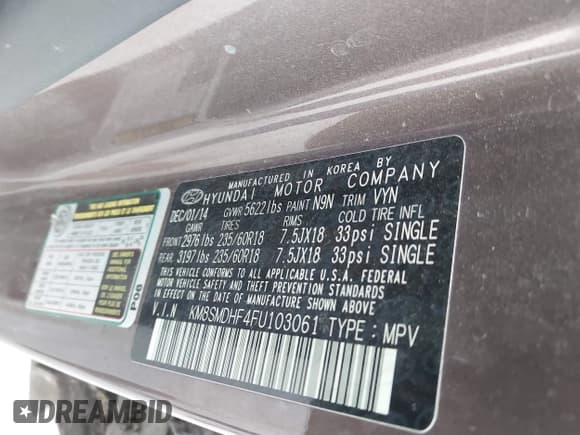 MANUFACTURED IN KOREA BY
HYUNDAI MOTOR COMPANY
DEC/01/14 GVWR 5622lbs PAINT N9N TRIM VYN
GAWR TIRES RIMS COLD TIRE INFL
FRONT 2976lbs 235/60R18 7.5JX18 33psi SINGLE
REAR 3197lbs 235/60R18 7.5JX18 33psi SINGLE
THIS VEHICLE CONFORMS TO ALL APPLICABLE U.S.A. FEDERAL
MOTOR VEHICLE SAFETY, BUMPER, AND THEFT PREVENTION STANDARDS
IN EFFECT ON THE DATE OF MANUFACTURE SHOWN ABOVE.
V.I.N KM8SMDHF4FU103061 TYPE : MPV
P06
DREAMBID